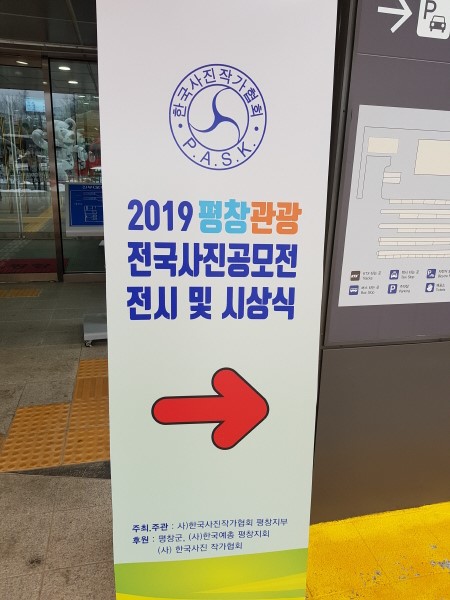 한국사진작가협회
P.A.S.K.
2019 평창관광
전국사진공모전
전시 및 시상식
주최,주관 : 사)한국사진작가협회 평창지부
후원 : 평창군, (사)한국예총 평창지회
(사) 한국사진 작가협회
P